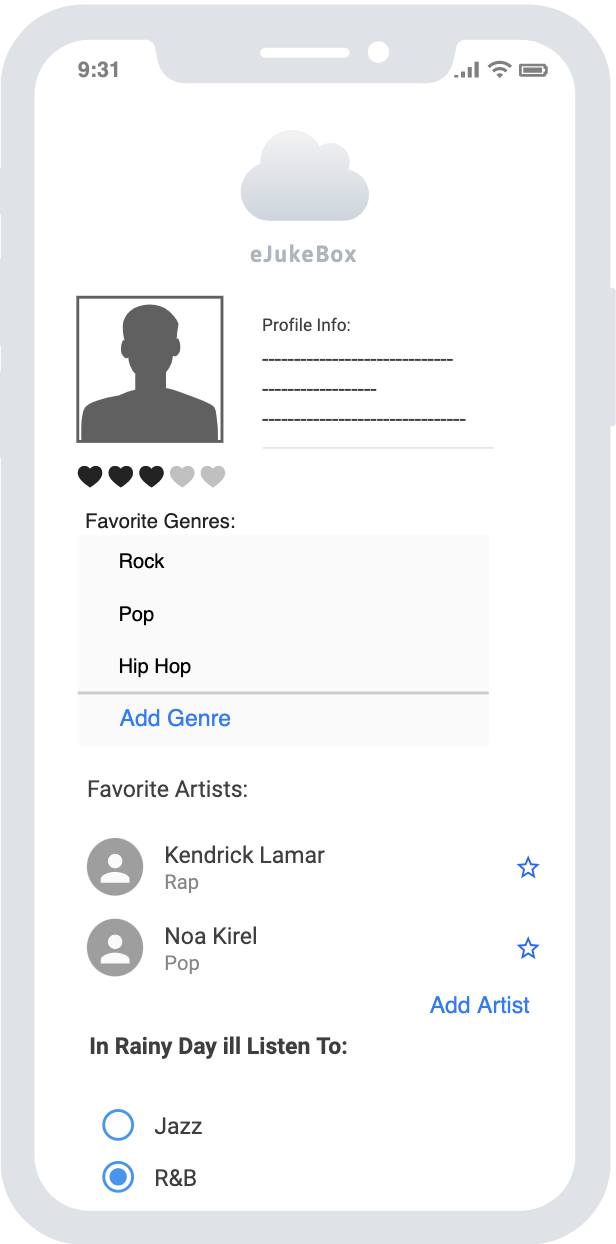 9:31
eJukeBox
Profile Info:
------------------------------
------------------
--------------------------------
Favorite Genres:
Rock
Pop
Hip Hop
Add Genre
Favorite Artists:
Kendrick Lamar
Rap
Noa Kirel
Pop
Add Artist
In Rainy Day ill Listen To:
Jazz
R&B